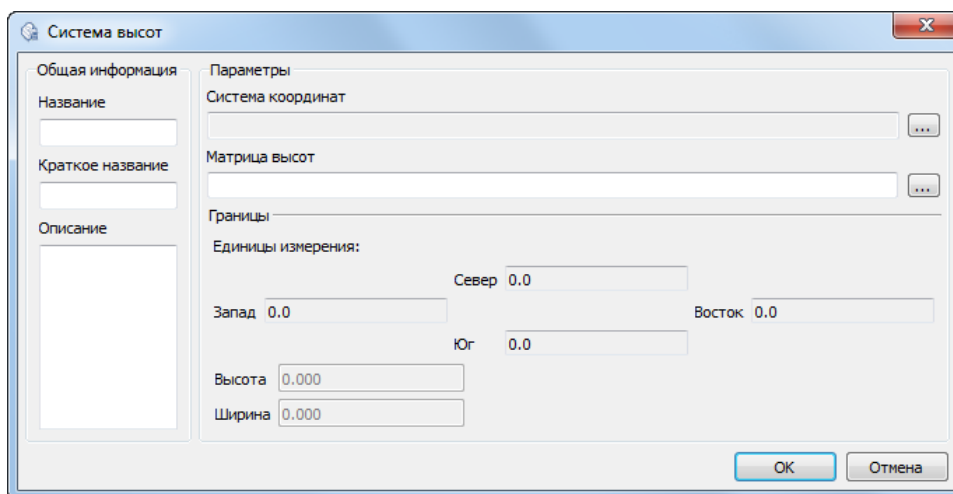 Система высот
Общая информация
Название
Краткое название
Описание
Параметры
Система координат
...
Матрица высот
...
Границы
Единицы измерения:
Север 0.0
Запад 0.0 Восток 0.0
Юг 0.0
Высота 0.000
Ширина 0.000
OK Отмена